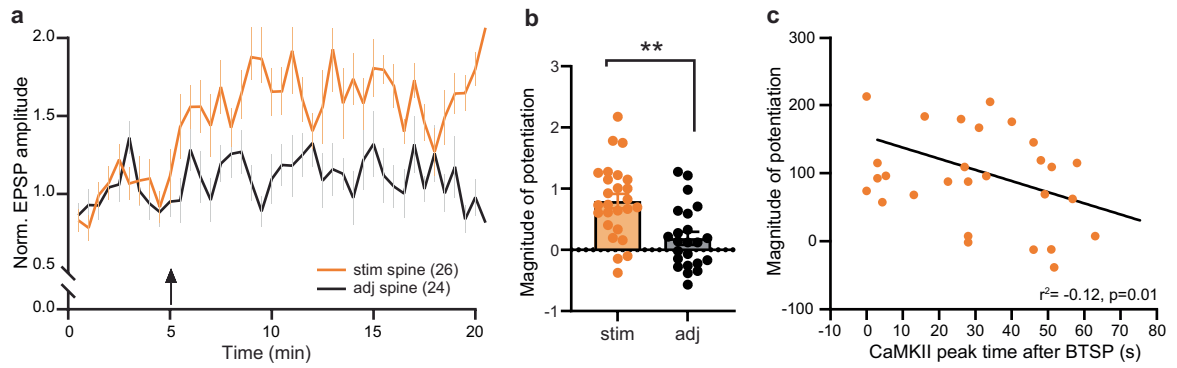 a
Norm. EPSP amplitude
2.0
1.5
1.0
0.5
0.0
0
5
10
15
20
Time (min)
stim spine (26)
adj spine (24)
b
**
Magnitude of potentiation
3
2
1
0
-1
stim
adj
c
Magnitude of potentiation
300
200
100
0
-100
-10
0
10
20
30
40
50
60
70
80
r²= -0.12, p=0.01
CaMKII peak time after BTSP (s)